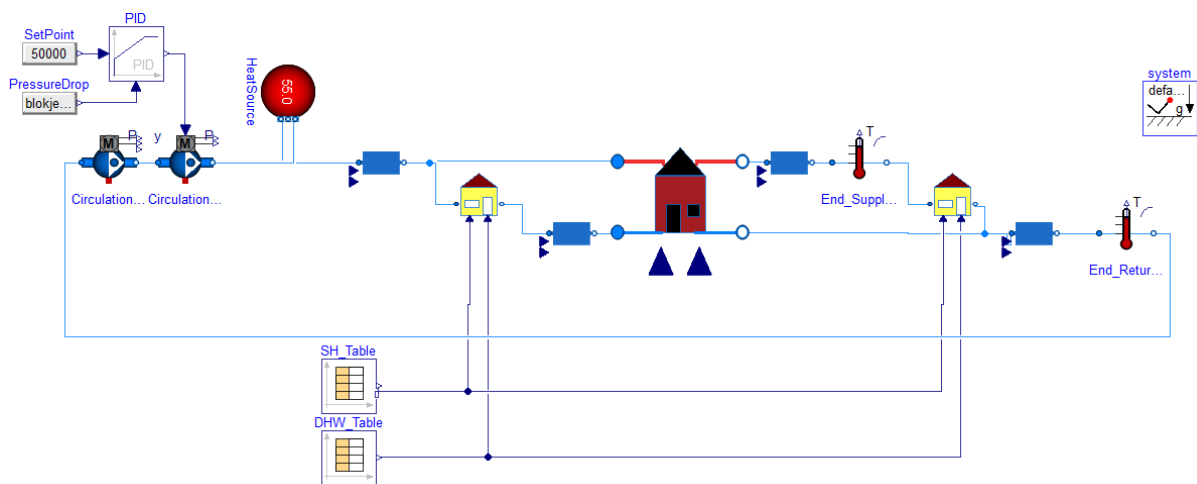 PID
SetPoint
50000
PID
PressureDrop
blokje...
HeatSource
55.0
system
defa...
g
M
P
y
M
P
T
Circulation...
Circulation...
End_Suppl...
T
End_Retur...
SH_Table
DHW_Table